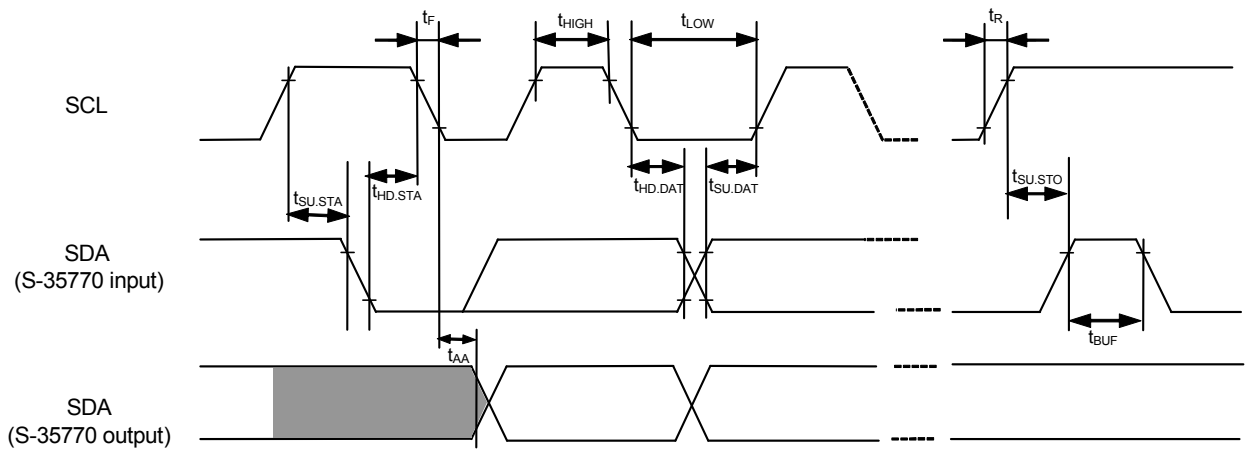 tF
tHIGH
tLOW
tR
SCL
tSU.STA
tHD.STA
tHD.DAT
tSU.DAT
tSU.STO
SDA
(S-35770 input)
tBUF
tAA
SDA
(S-35770 output)